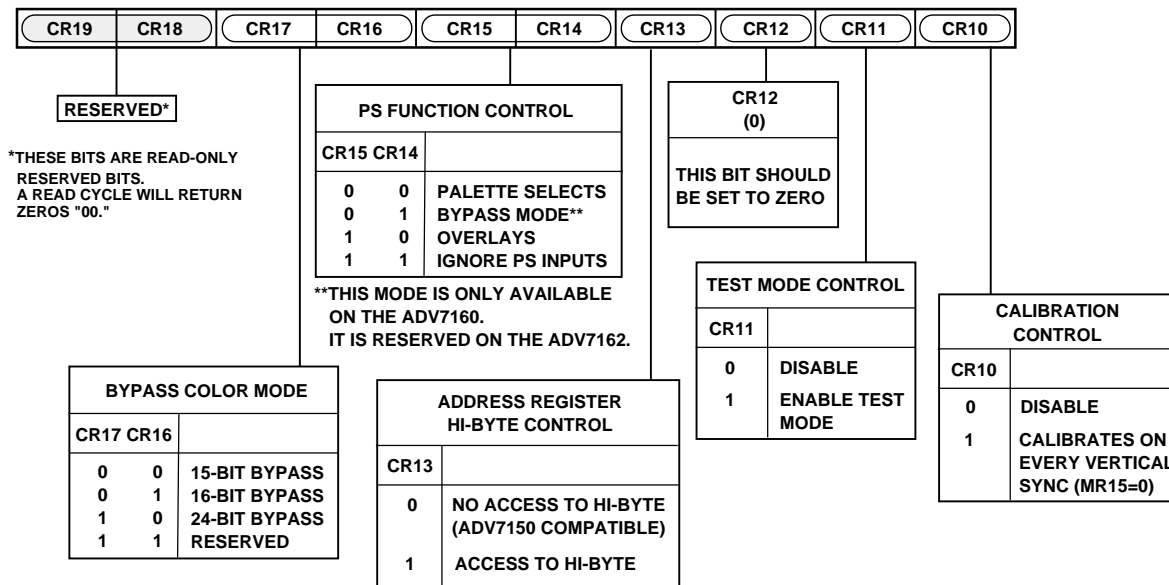 CR19 CR18 CR17 CR16 CR15 CR14 CR13 CR12 CR11 CR10
RESERVED*
*THESE BITS ARE READ-ONLY
RESERVED BITS.
A READ CYCLE WILL RETURN
ZEROS "00."
PS FUNCTION CONTROL
CR15 CR14
0 0 PALETTE SELECTS
0 1 BYPASS MODE**
1 0 OVERLAYS
1 1 IGNORE PS INPUTS
**THIS MODE IS ONLY AVAILABLE
ON THE ADV7160.
IT IS RESERVED ON THE ADV7162.
CR12
(0)
THIS BIT SHOULD
BE SET TO ZERO
TEST MODE CONTROL
CR11
0 DISABLE
1 ENABLE TEST
MODE
CALIBRATION
CONTROL
CR10
0 DISABLE
1 CALIBRATES ON
EVERY VERTICAL
SYNC (MR15=0)
BYPASS COLOR MODE
CR17 CR16
0 0 15-BIT BYPASS
0 1 16-BIT BYPASS
1 0 24-BIT BYPASS
1 1 RESERVED
ADDRESS REGISTER
HI-BYTE CONTROL
CR13
0 NO ACCESS TO HI-BYTE
(ADV7150 COMPATIBLE)
1 ACCESS TO HI-BYTE